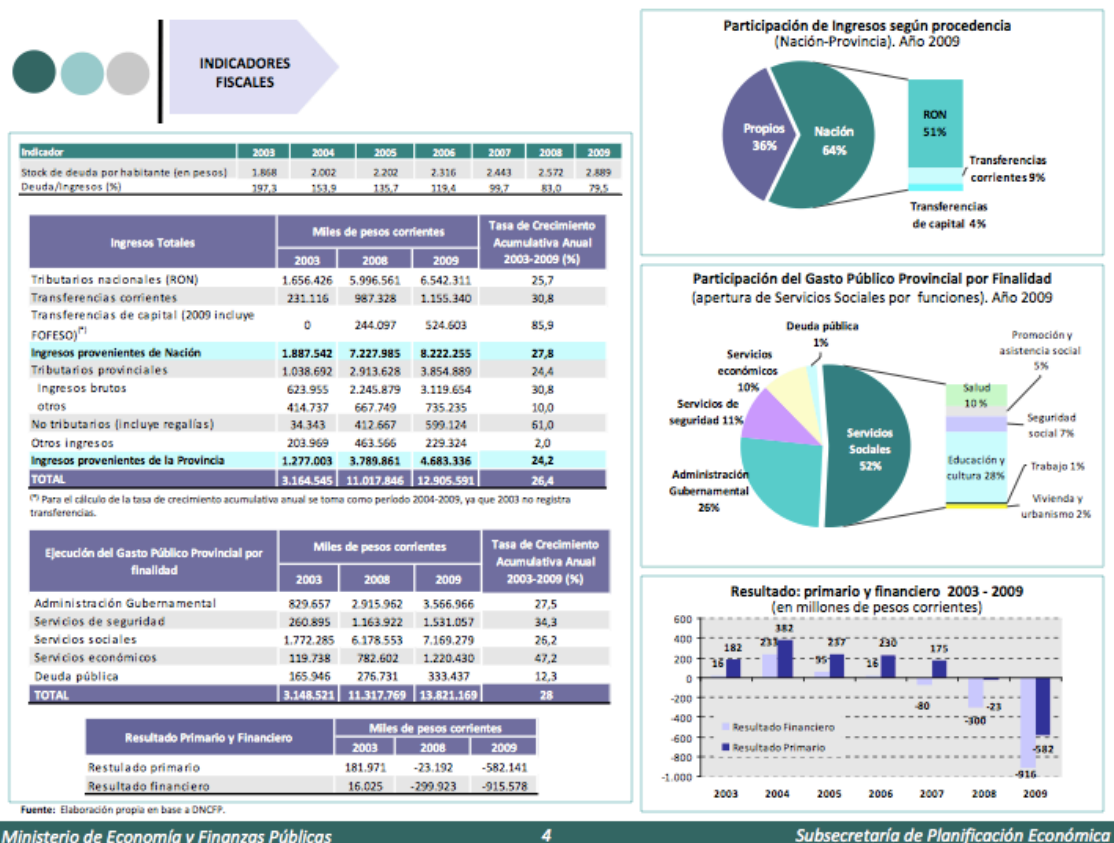 INDICADORES
FISCALES
Indicador 2003 2004 2005 2006 2007 2008 2009
Stock de deuda por habitante (en pesos) 1.868 2.002 2.202 2.316 2.443 2.572 2.889
Deuda/Ingresos (%) 197,3 153,9 135,7 119,4 99,7 83,0 79,5
Ingresos Totales
Miles de pesos corrientes
Tasa de Crecimiento
Acumulativa Anual
2003-2009 (%)
2003 2008 2009
Tributarios nacionales (RON) 1.656.426 5.996.561 6.542.311 25,7
Transferencias corrientes 231.116 987.328 1.155.340 30,8
Transferencias de capital (2009 incluye
FOFESO)(*) 0 244.097 524.603 85,9
Ingresos provenientes de Nación 1.887.542 7.227.985 8.222.255 27,8
Tributarios provinciales 1.038.692 2.913.628 3.854.889 24,4
Ingresos brutos 623.955 2.245.879 3.119.654 30,8
otros 414.737 667.749 735.235 10,0
No tributarios (incluye regalías) 34.343 412.667 599.124 61,0
Otros ingresos 203.969 463.566 229.324 2,0
Ingresos provenientes de la Provincia 1.277.003 3.789.861 4.683.336 24,2
TOTAL 3.164.545 11.017.846 12.905.591 26,4
(*) Para el cálculo de la tasa de crecimiento acumulativa anual se toma como período 2004-2009, ya que 2003 no registra
transferencias.
Ejecución del Gasto Público Provincial por
finalidad
Miles de pesos corrientes
Tasa de Crecimiento
Acumulativa Anual
2003-2009 (%)
2003 2008 2009
Administración Gubernamental 829.657 2.915.962 3.566.966 27,5
Servicios de seguridad 260.895 1.163.922 1.531.057 34,3
Servicios sociales 1.772.285 6.178.553 7.169.279 26,2
Servicios económicos 119.738 782.602 1.220.430 47,2
Deuda pública 165.946 276.731 333.437 12,3
TOTAL 3.148.521 11.317.769 13.821.169 28
Resultado Primario y Financiero
Miles de pesos corrientes
2003 2008 2009
Restulado primario 181.971 -23.192 -582.141
Resultado financiero 16.025 -299.923 -915.578
Fuente: Elaboración propia en base a DNCFP.
Participación de Ingresos según procedencia
(Nación-Provincia). Año 2009
Propios
36%
Nación
64%
RON
51%
Transferencias
corrientes 9%
Transferencias
de capital 4%
Participación del Gasto Público Provincial por Finalidad
(apertura de Servicios Sociales por funciones). Año 2009
Deuda pública
1%
Servicios
económicos
10%
Servicios de
seguridad 11%
Administración
Gubernamental
26%
Servicios
Sociales
52%
Promoción y
asistencia social
5%
Salud
10 %
Seguridad
social 7%
Educación y
cultura 28%
Trabajo 1%
Vivienda y
urbanismo 2%
Resultado: primario y financiero 2003 - 2009
(en millones de pesos corrientes)
600
400
200
0
-200
-400
-600
-800
-1.000
16 182 233 382 55 237 16 230 -80 175 -300 -23 -916 -582
Resultado Financiero
Resultado Primario
2003 2004 2005 2006 2007 2008 2009
Ministerio de Economía y Finanzas Públicas 4 Subsecretaría de Planificación Económica